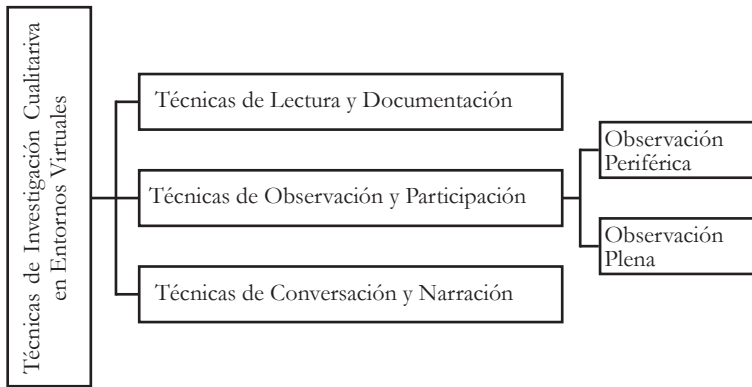 Técnicas de Investigación Cualitariva
en Entornos Virtuales
Técnicas de Lectura y Documentación
Técnicas de Observación y Participación
Observación
Periférica
Observación
Plena
Técnicas de Conversación y Narración